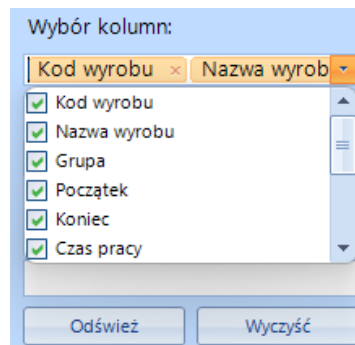 Wybór kolumn:
Kod wyrobu × Nazwa wyrob
Kod wyrobu
Nazwa wyrobu
Grupa
Początek
Koniec
Czas pracy
Odśwież Wyczyść